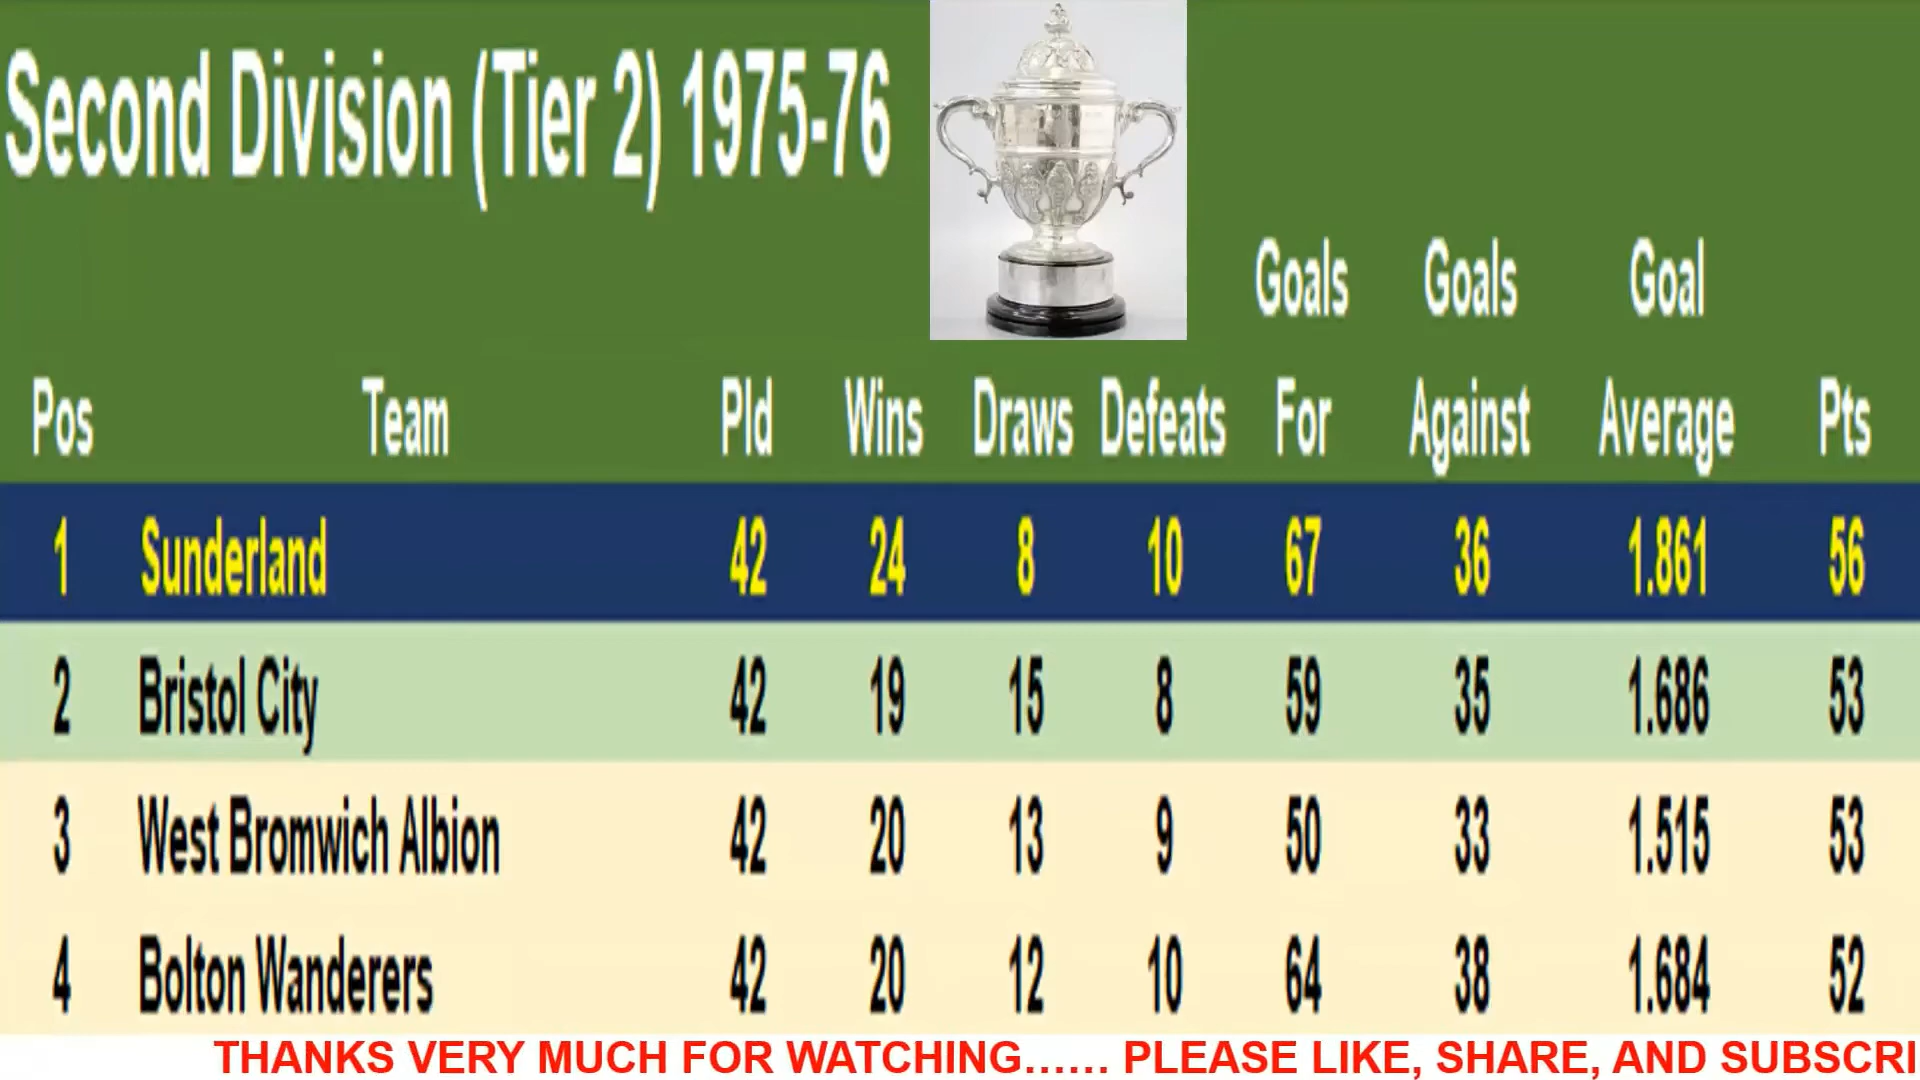 Second Division (Tier 2) 1975-76
Goals Goals Goal
Pos Team Pld Wins Draws Defeats For Against Average Pts
1 Sunderland 42 24 8 10 67 36 1.861 56
2 Bristol City 42 19 15 8 59 35 1.686 53
3 West Bromwich Albion 42 20 13 9 50 33 1.515 53
4 Bolton Wanderers 42 20 12 10 64 38 1.684 52
THANKS VERY MUCH FOR WATCHING...... PLEASE LIKE, SHARE, AND SUBSCRI